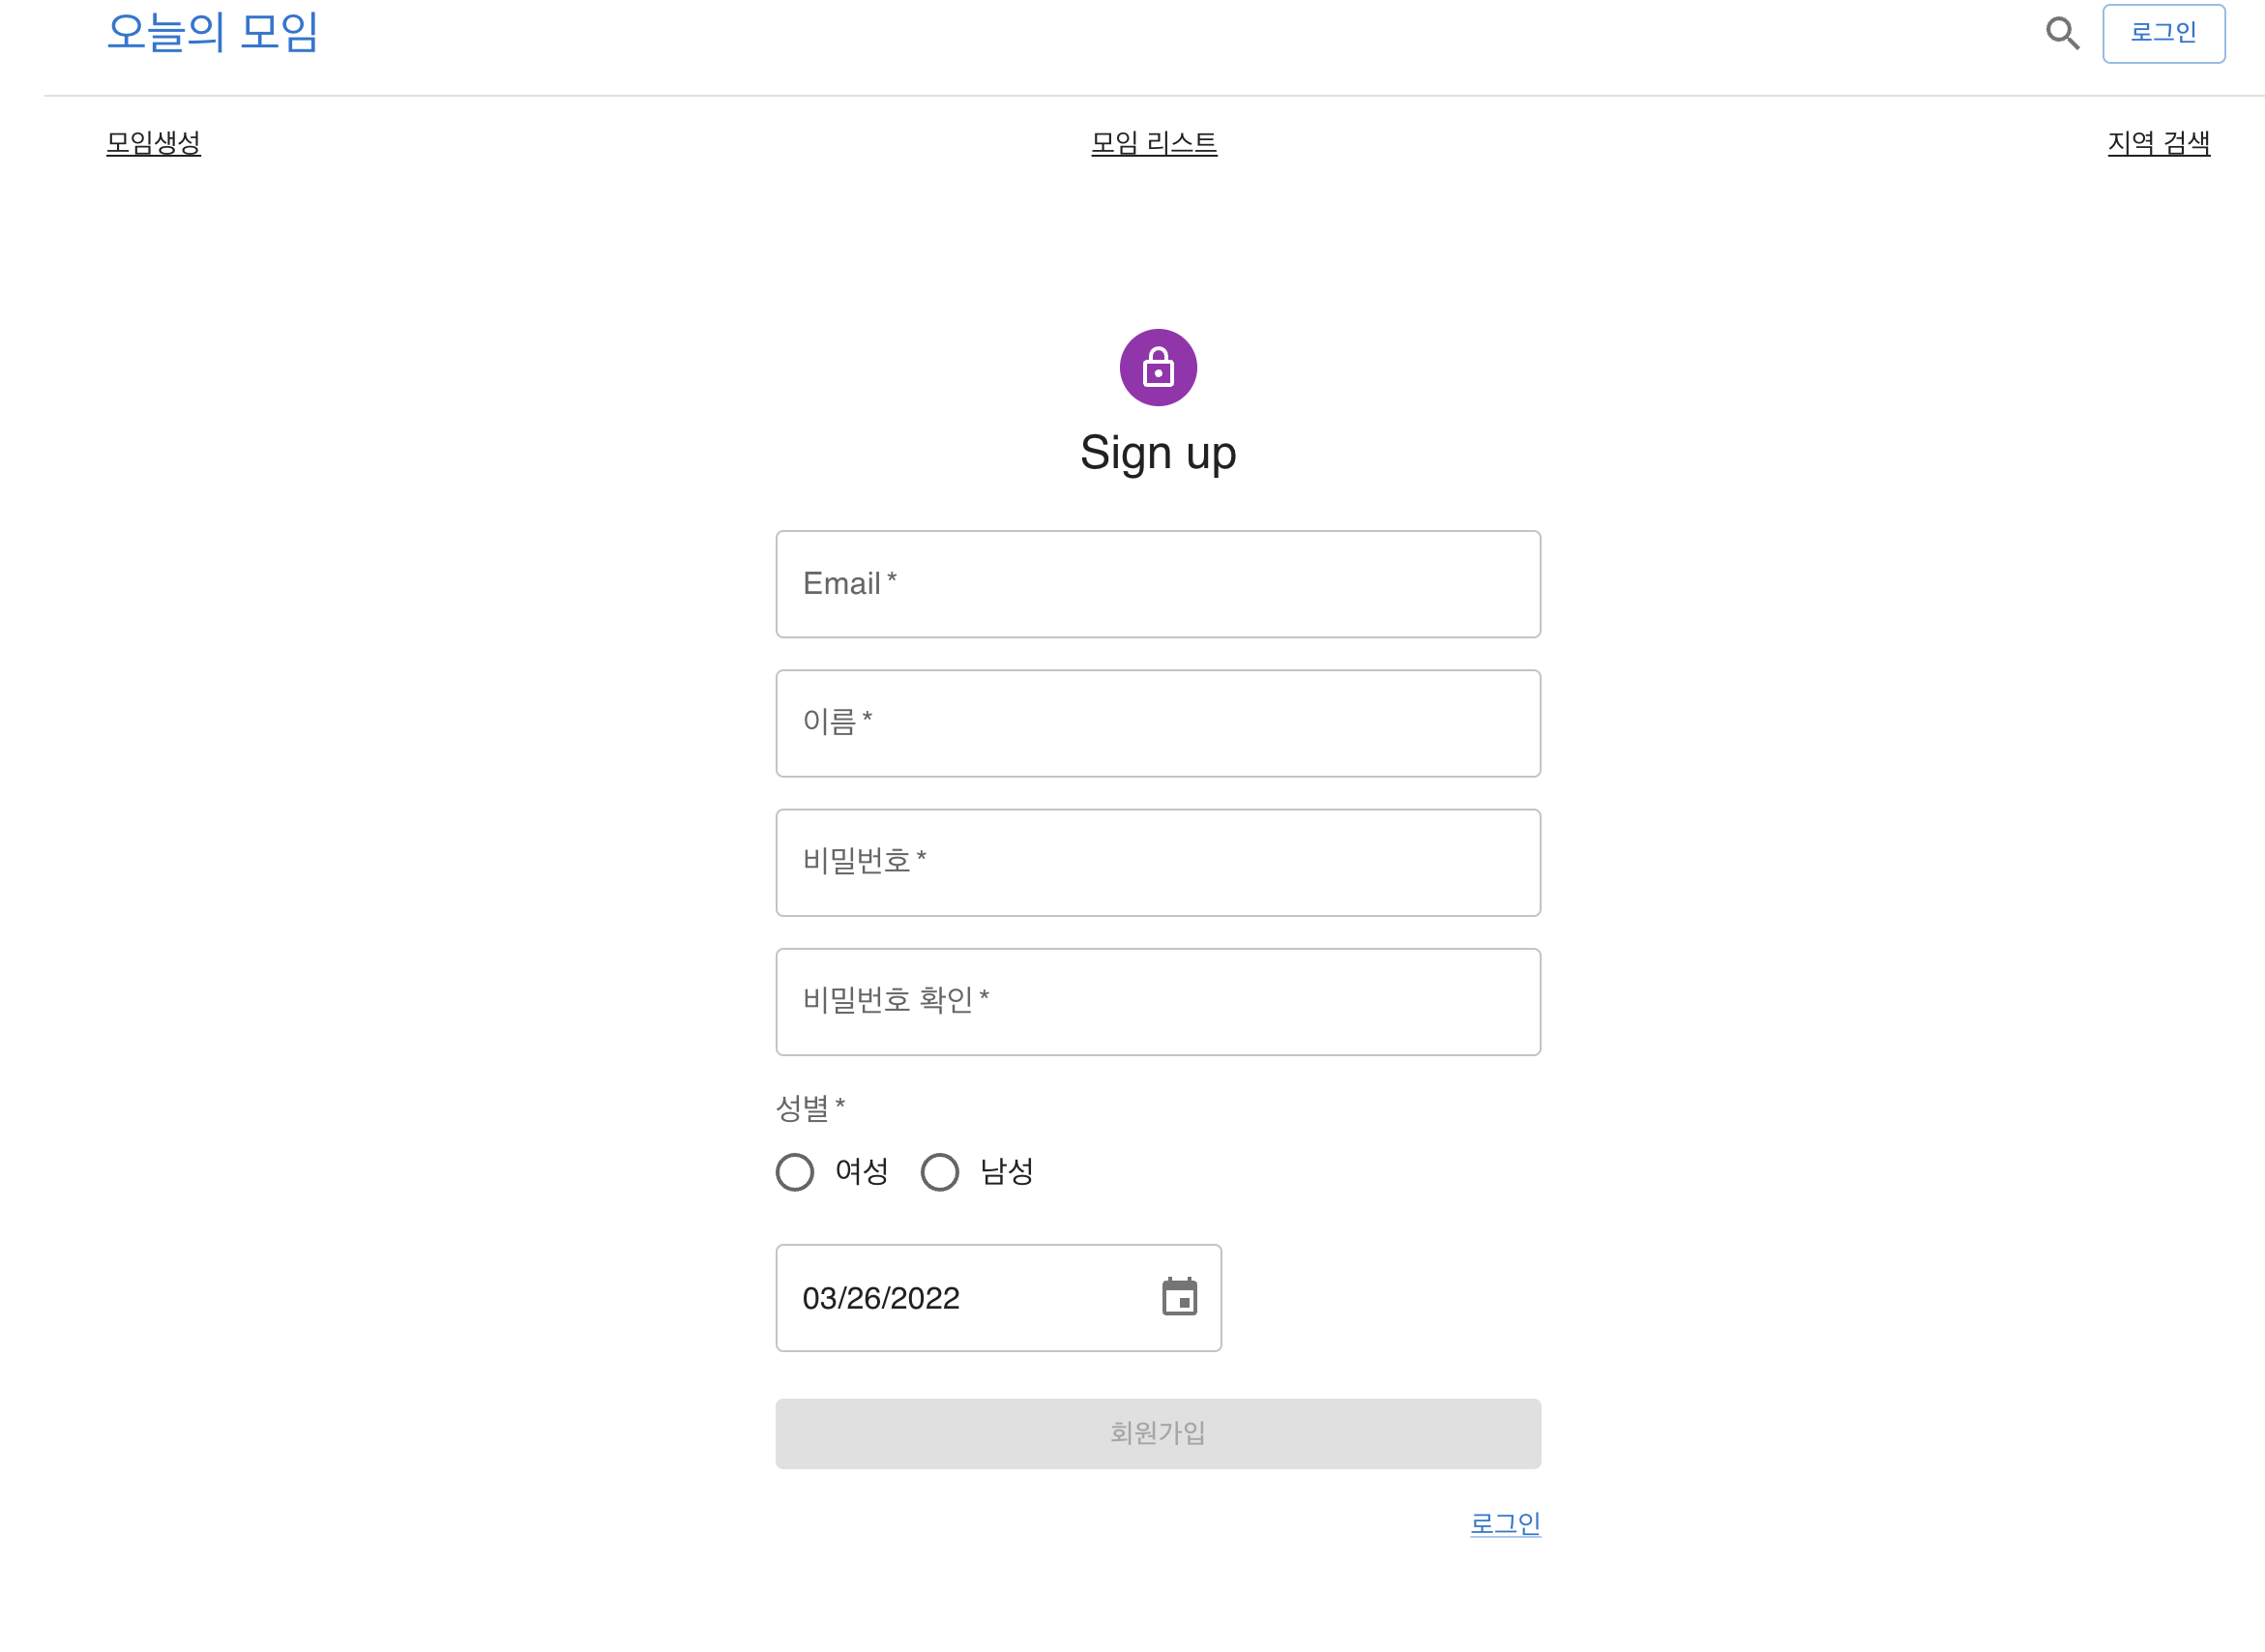 오늘의 모임
로그인
모임생성 모임 리스트 지역 검색
Sign up
Email *
이름 *
비밀번호 *
비밀번호 확인 *
성별 *
여성 남성
03/26/2022
회원가입
로그인